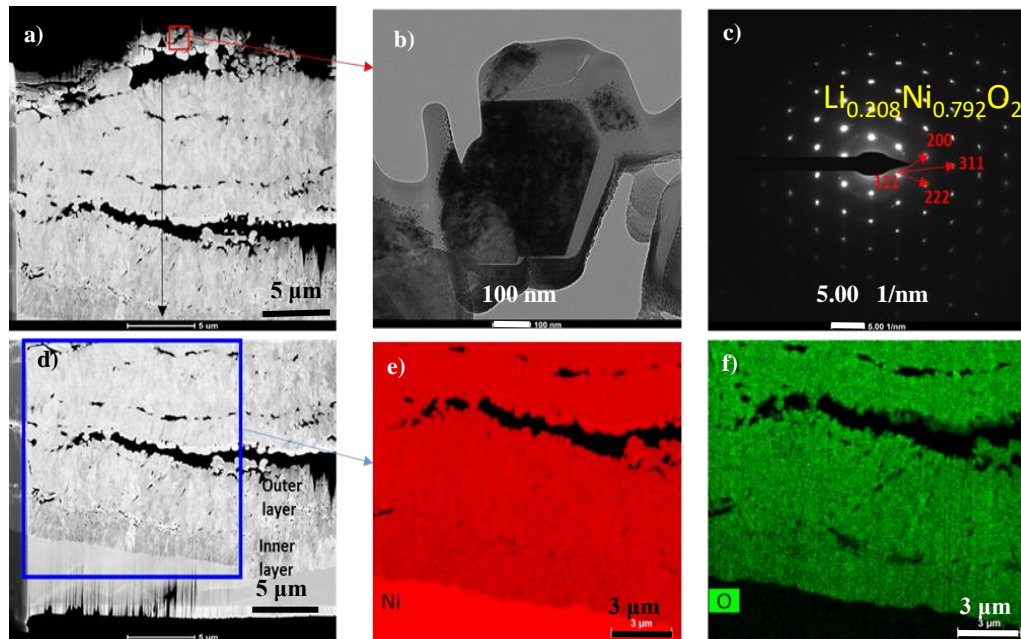 a)
5 μm
5 um
b)
100 nm
100 nm
c)
Li0.208Ni0.792O2
200
311
111
222
5.00 1/nm
5.00 1/nm
d)
Outer
layer
Inner
layer
5 μm
5 um
e)
Ni
3 μm
3 μm
f)
O
3 μm
3 μm